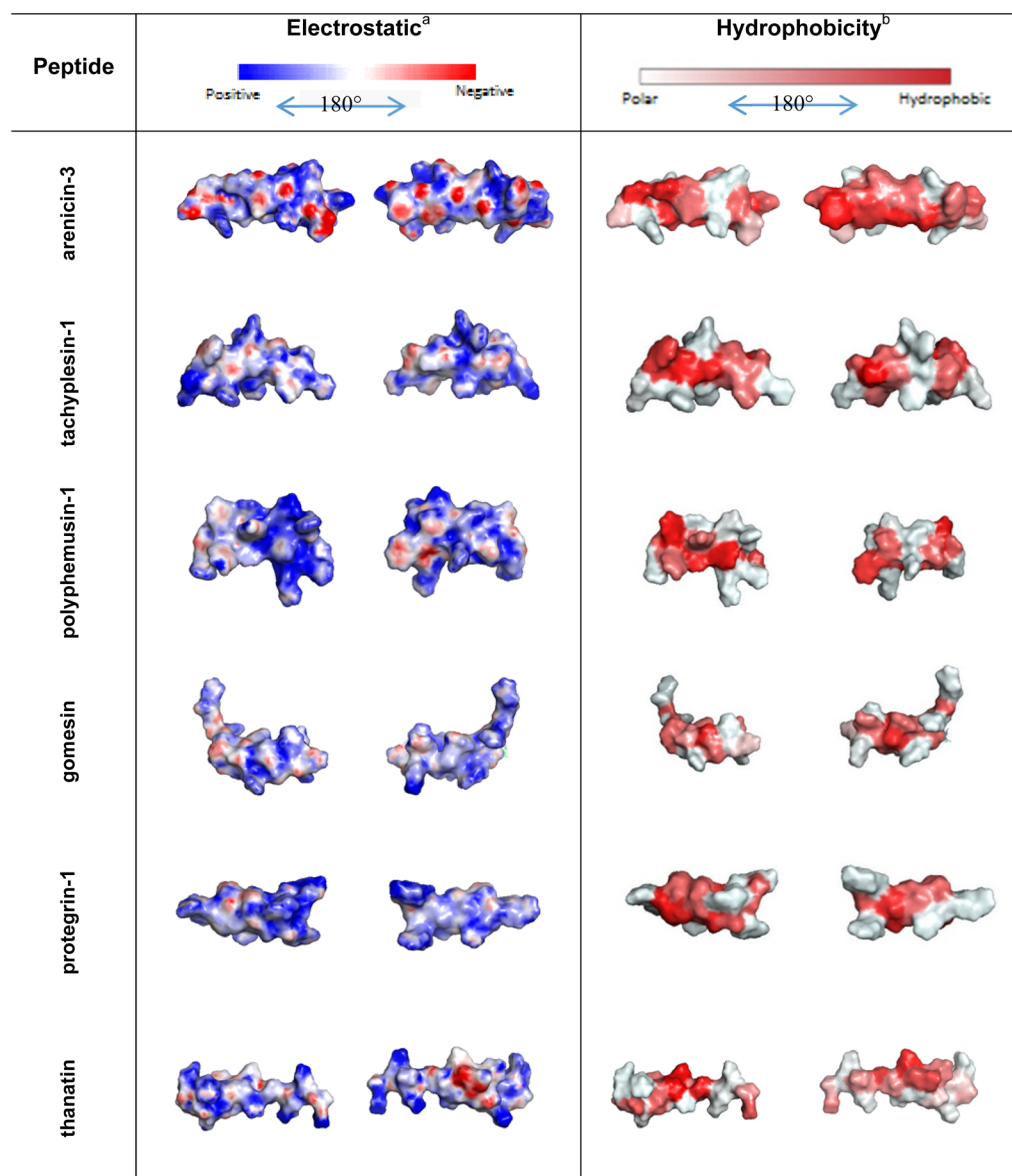 Peptide
Electrostatic^a
Positive
Negative
180°
Hydrophobicity^b
Polar
Hydrophobic
180°
arenicin-3
tachyplesin-1
polyphemusin-1
gomesin
protegrin-1
thanatin